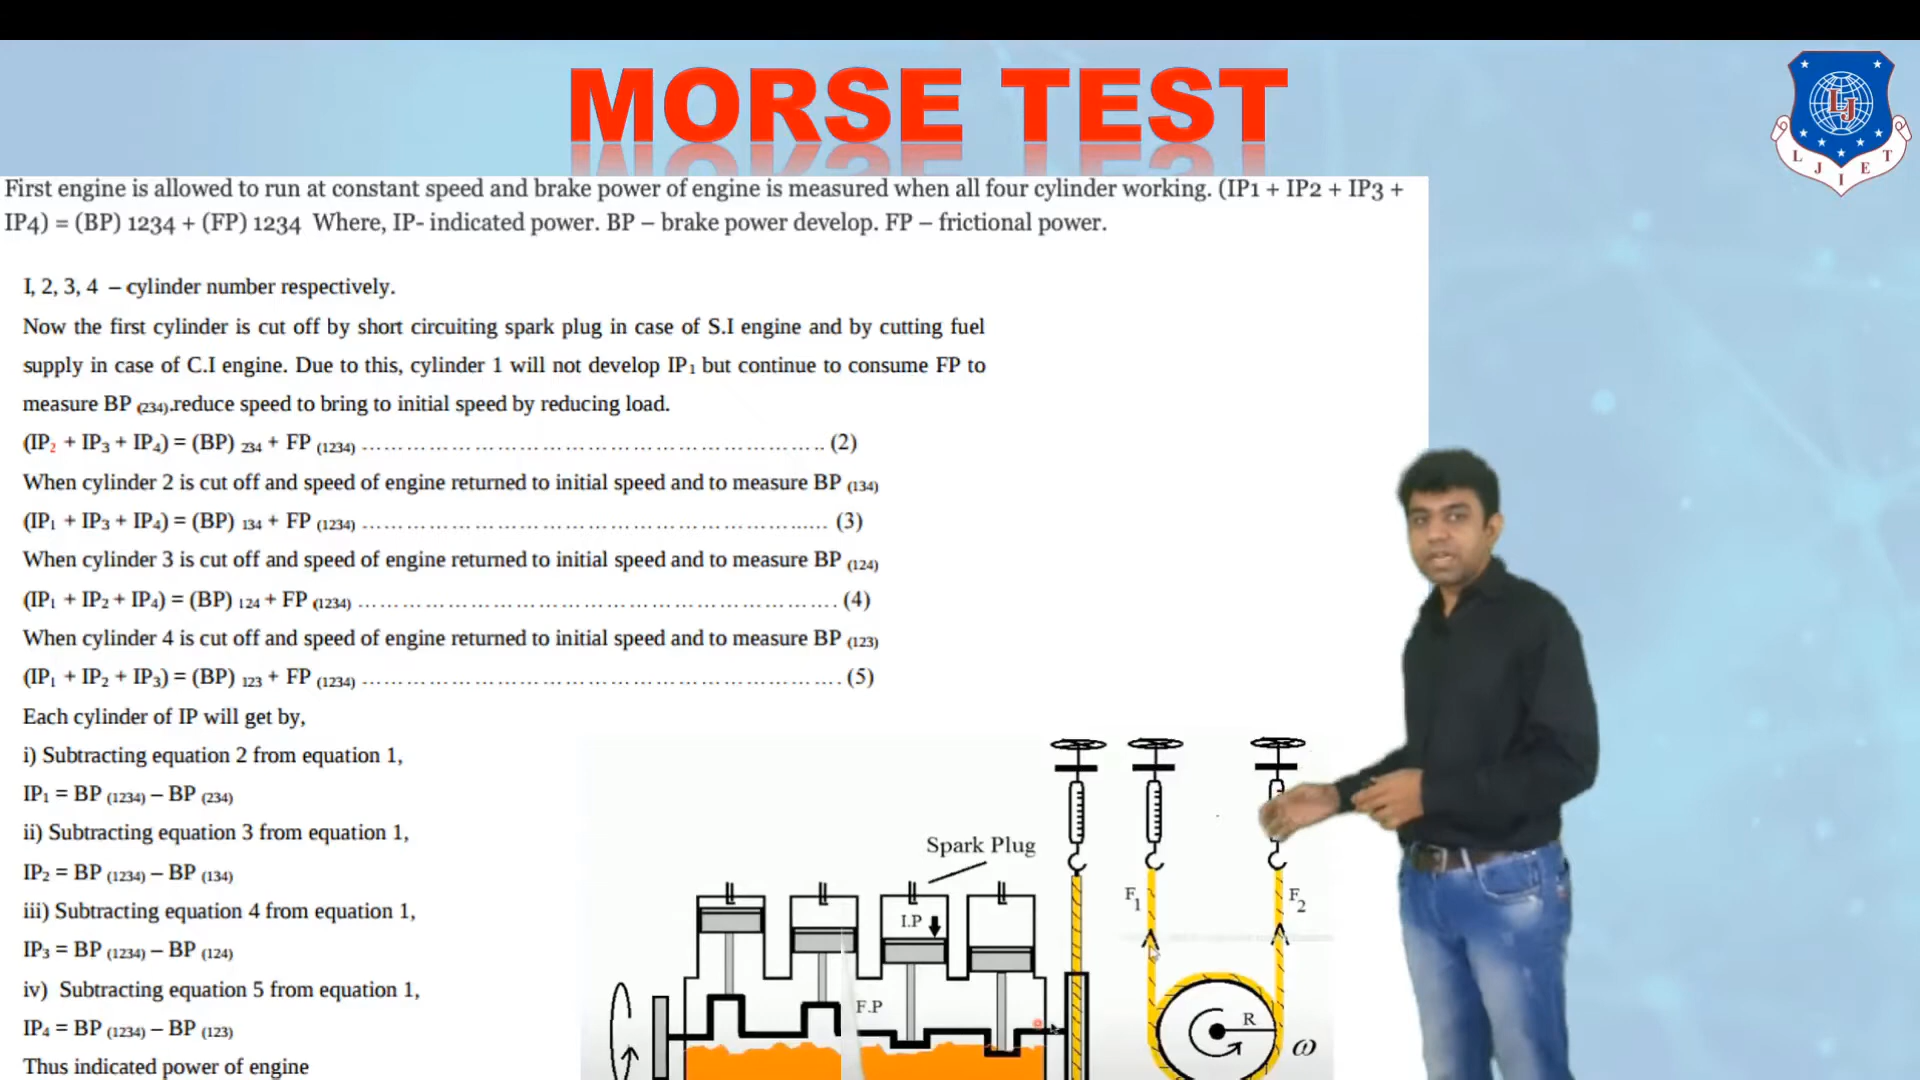 MORSE TEST
L J I E T
LJ
First engine is allowed to run at constant speed and brake power of engine is measured when all four cylinder working. (IP1 + IP2 + IP3 +
IP4) = (BP) 1234 + (FP) 1234 Where, IP- indicated power. BP – brake power develop. FP – frictional power.
I, 2, 3, 4 – cylinder number respectively.
Now the first cylinder is cut off by short circuiting spark plug in case of S.I engine and by cutting fuel
supply in case of C.I engine. Due to this, cylinder 1 will not develop IP₁ but continue to consume FP to
measure BP (234).reduce speed to bring to initial speed by reducing load.
(IP₂ + IP₃ + IP₄) = (BP) 234 + FP (1234) ……………………………………………………….. (2)
When cylinder 2 is cut off and speed of engine returned to initial speed and to measure BP (134)
(IP₁ + IP₃ + IP₄) = (BP) 134 + FP (1234) ……………………………………………………….... (3)
When cylinder 3 is cut off and speed of engine returned to initial speed and to measure BP (124)
(IP₁ + IP₂ + IP₄) = (BP) 124 + FP (1234) …………………………………………………………. (4)
When cylinder 4 is cut off and speed of engine returned to initial speed and to measure BP (123)
(IP₁ + IP₂ + IP₃) = (BP) 123 + FP (1234) …………………………………………………………. (5)
Each cylinder of IP will get by,
i) Subtracting equation 2 from equation 1,
IP₁ = BP (1234) – BP (234)
ii) Subtracting equation 3 from equation 1,
IP₂ = BP (1234) – BP (134)
iii) Subtracting equation 4 from equation 1,
IP₃ = BP (1234) – BP (124)
iv) Subtracting equation 5 from equation 1,
IP₄ = BP (1234) – BP (123)
Thus indicated power of engine
Spark Plug
I.P
F.P
F₁
F₂
R
ω